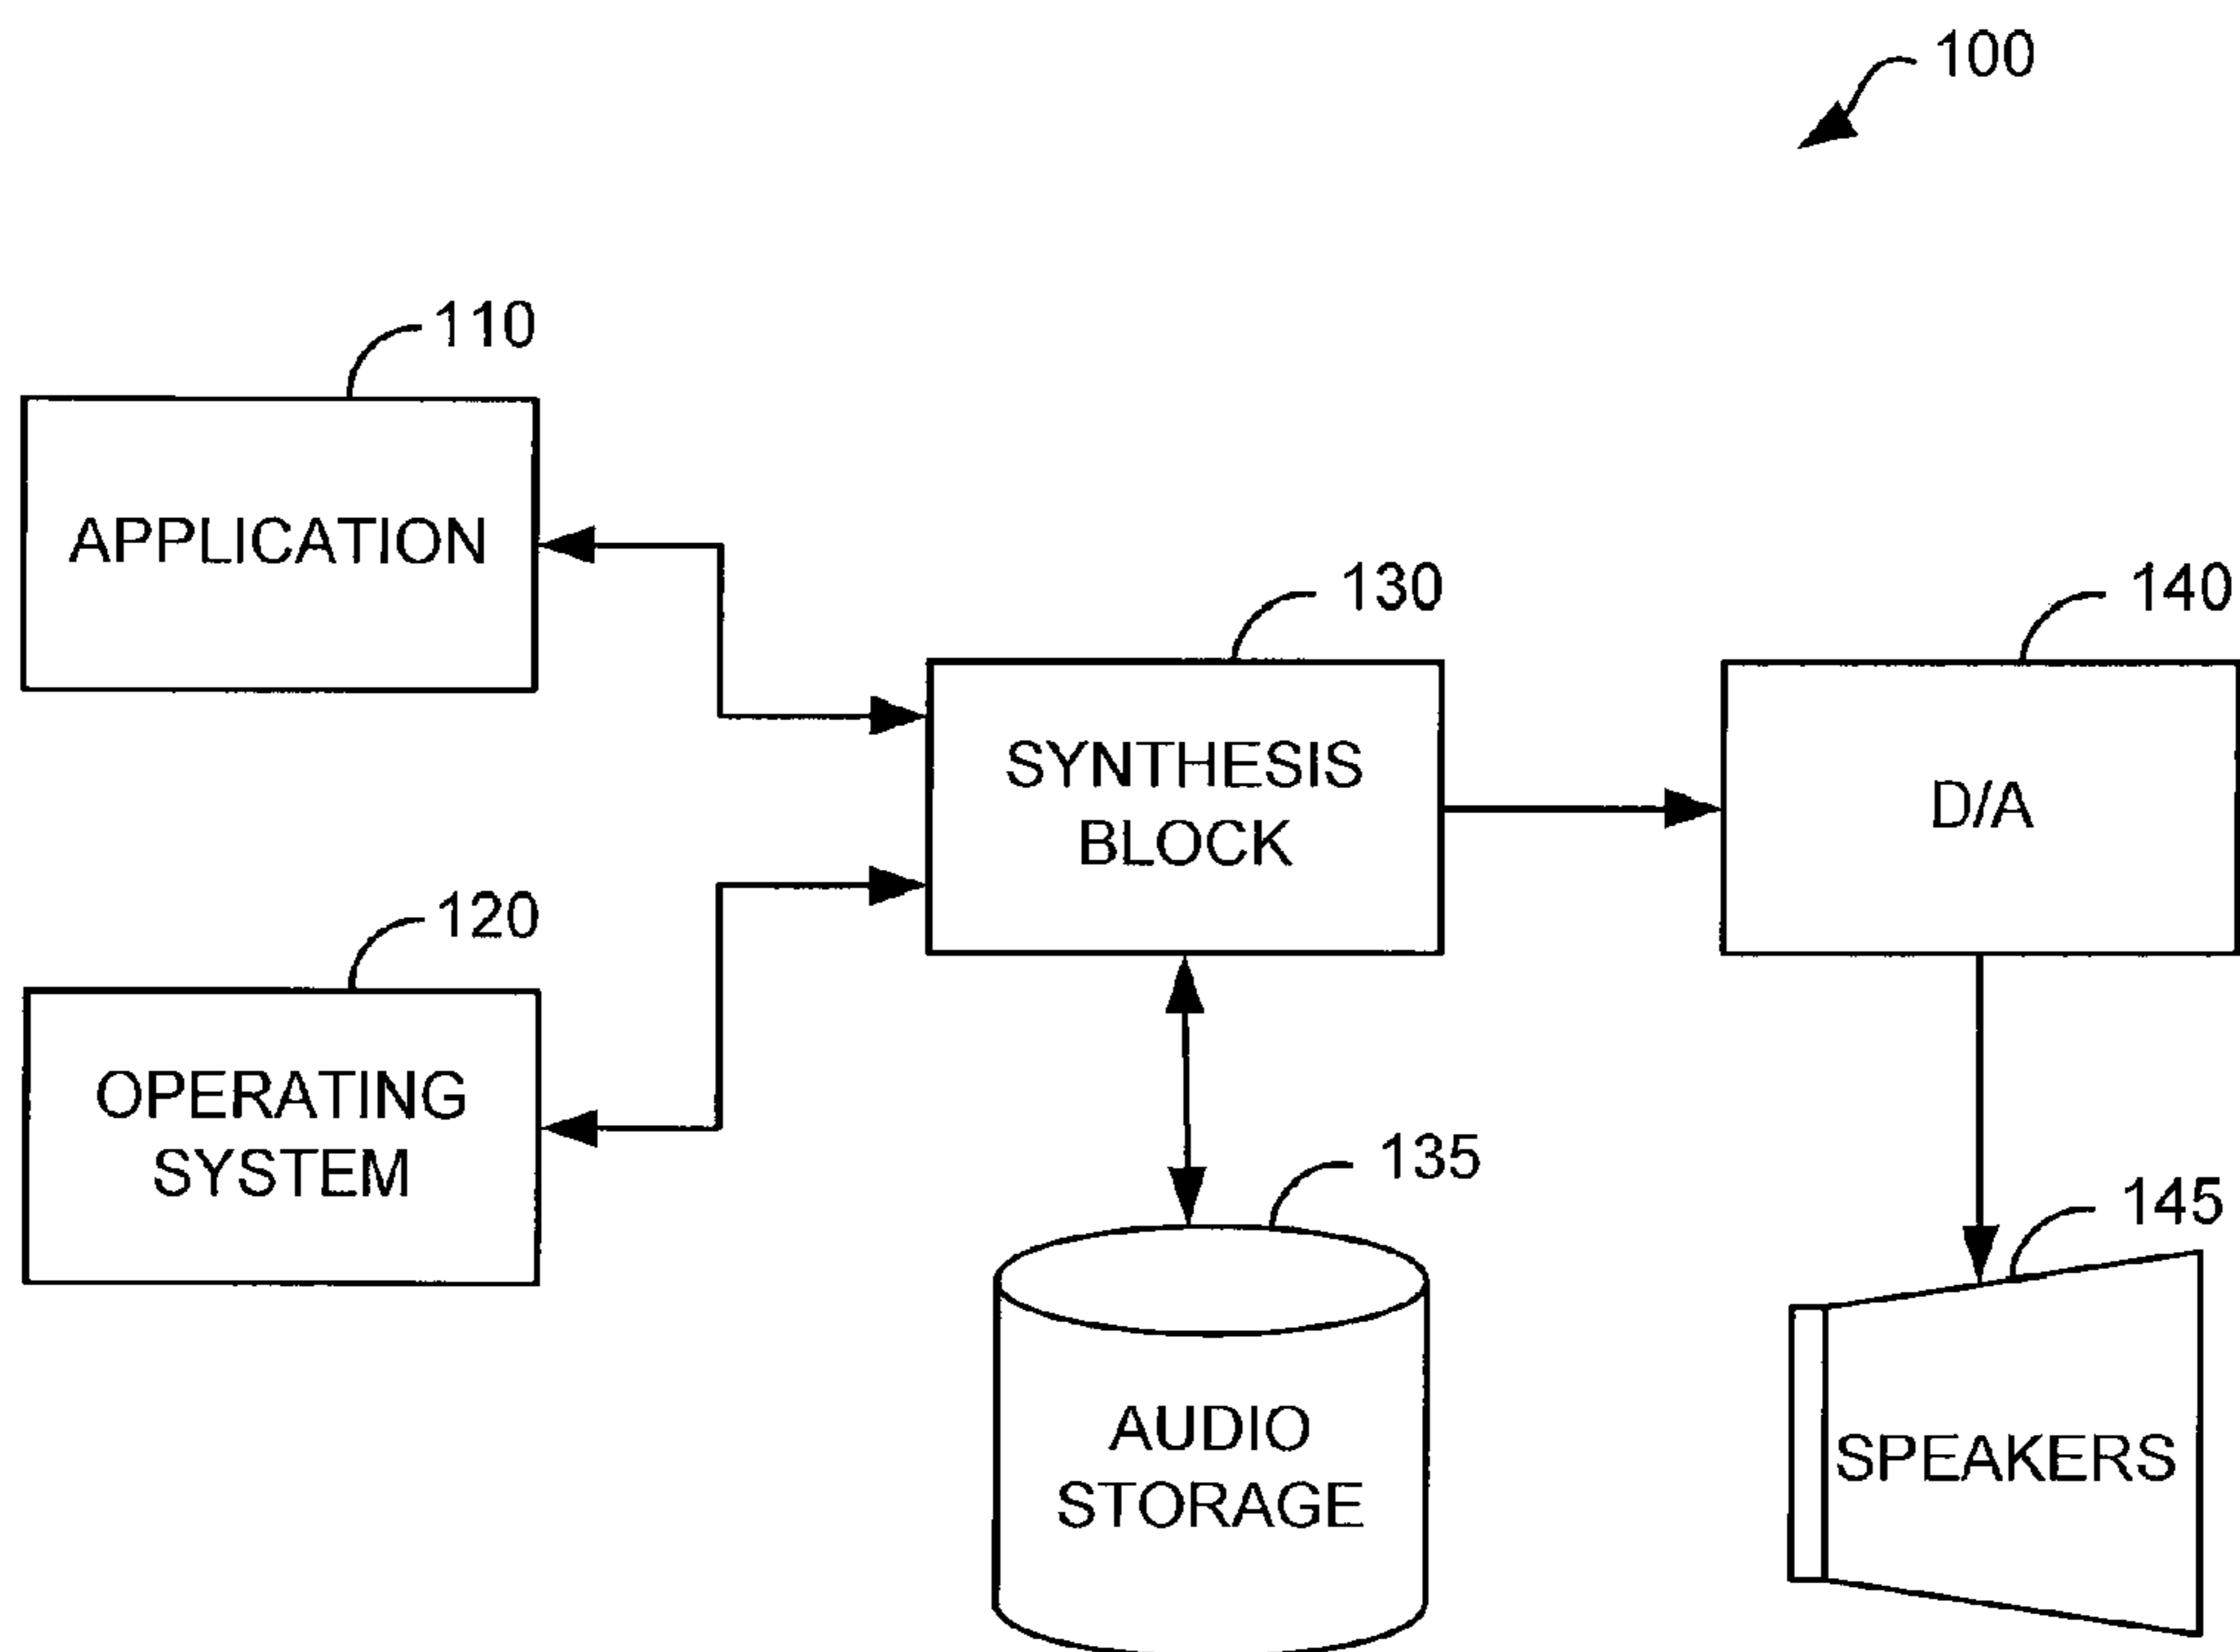 100
110
APPLICATION
130
140
SYNTHESIS
BLOCK
D/A
120
OPERATING
SYSTEM
135
145
AUDIO
STORAGE
SPEAKERS